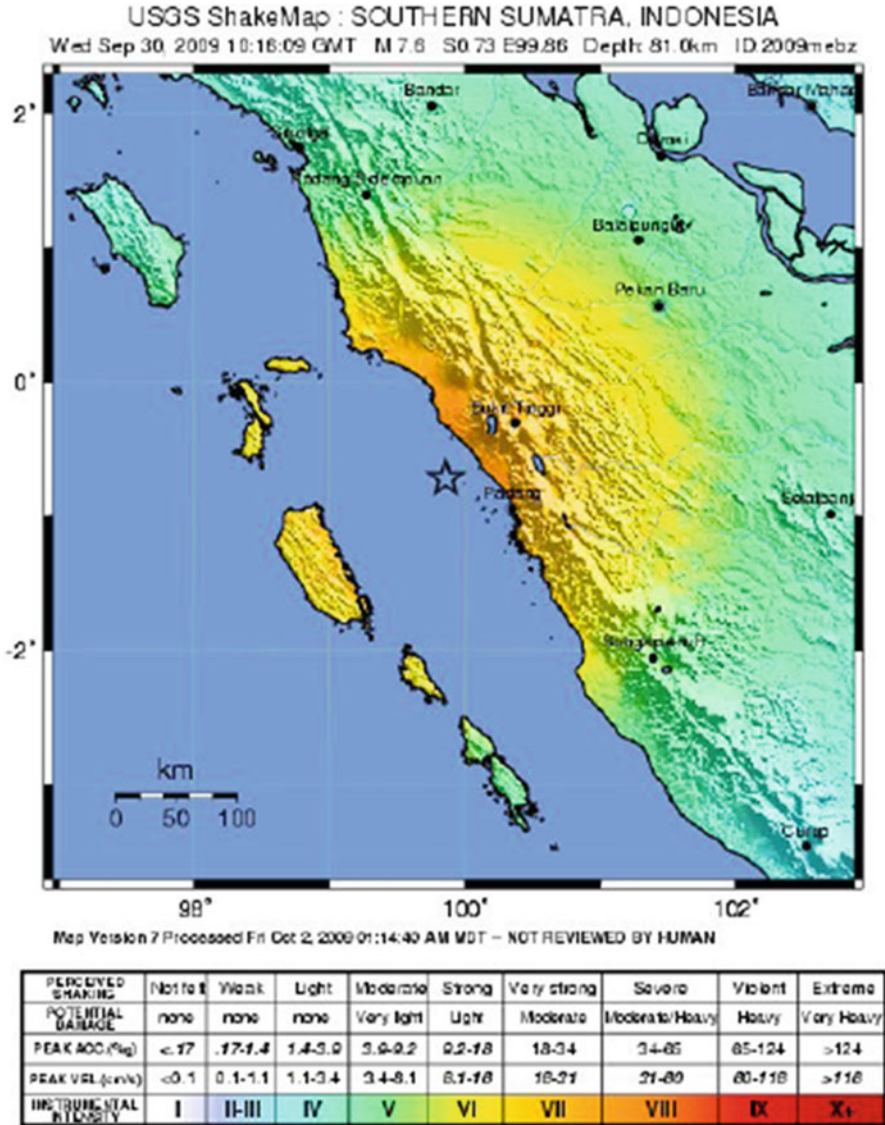 USGS ShakeMap : SOUTHERN SUMATRA, INDONESIA
Wed Sep 30, 2009 10:16:09 GMT M 7.6 S0.73 E99.86 Depth: 81.0km ID:2009mebz
2°
Bandar
Sibolga
Padang Sidempuan
Pekan Baru
0°
Bukit Tinggi
Padang
-2°
km
0 50 100
Curup
98° 100° 102°
Map Version 7 Processed Fri Oct 2, 2009 01:14:40 AM MDT – NOT REVIEWED BY HUMAN
PERCEIVED SHAKING Not felt Weak Light Moderate Strong Very strong Severe Violent Extreme
POTENTIAL DAMAGE none none none Very light Light Moderate Moderate/Heavy Heavy Very Heavy
PEAK ACC.(%g) <.17 .17-1.4 1.4-3.9 3.9-9.2 9.2-18 18-34 34-65 65-124 >124
PEAK VEL.(cm/s) <0.1 0.1-1.1 1.1-3.4 3.4-8.1 8.1-16 16-31 31-60 60-116 >116
INSTRUMENTAL INTENSITY I II-III IV V VI VII VIII IX X+